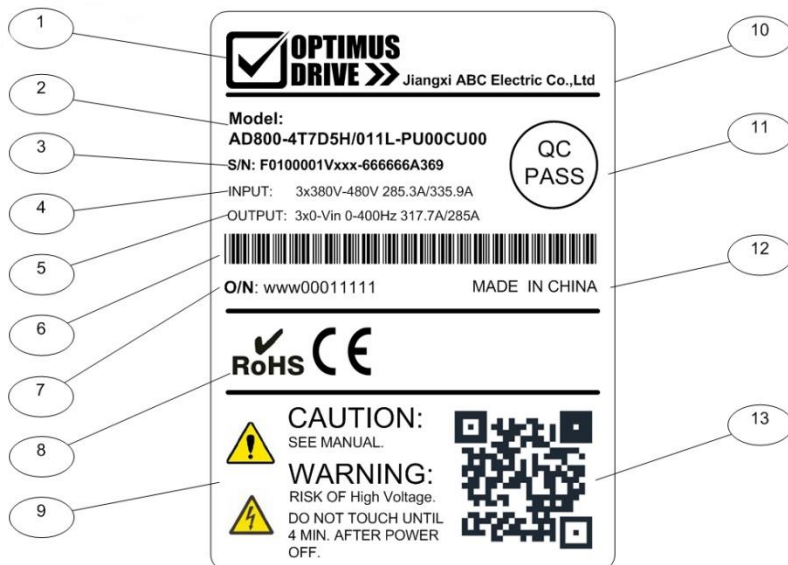 1
OPTIMUS
DRIVE
Jiangxi ABC Electric Co.,Ltd
10
2
Model:
AD800-4T7D5H/011L-PU00CU00
3
S/N: F0100001Vxxx-666666A369
QC
PASS
11
4
INPUT: 3x380V-480V 285.3A/335.9A
5
OUTPUT: 3x0-Vin 0-400Hz 317.7A/285A
6
12
7
O/N: www00011111
MADE IN CHINA
8
RoHS CE
9
CAUTION:
SEE MANUAL.
WARNING:
RISK OF High Voltage.
DO NOT TOUCH UNTIL
4 MIN. AFTER POWER
OFF.
13